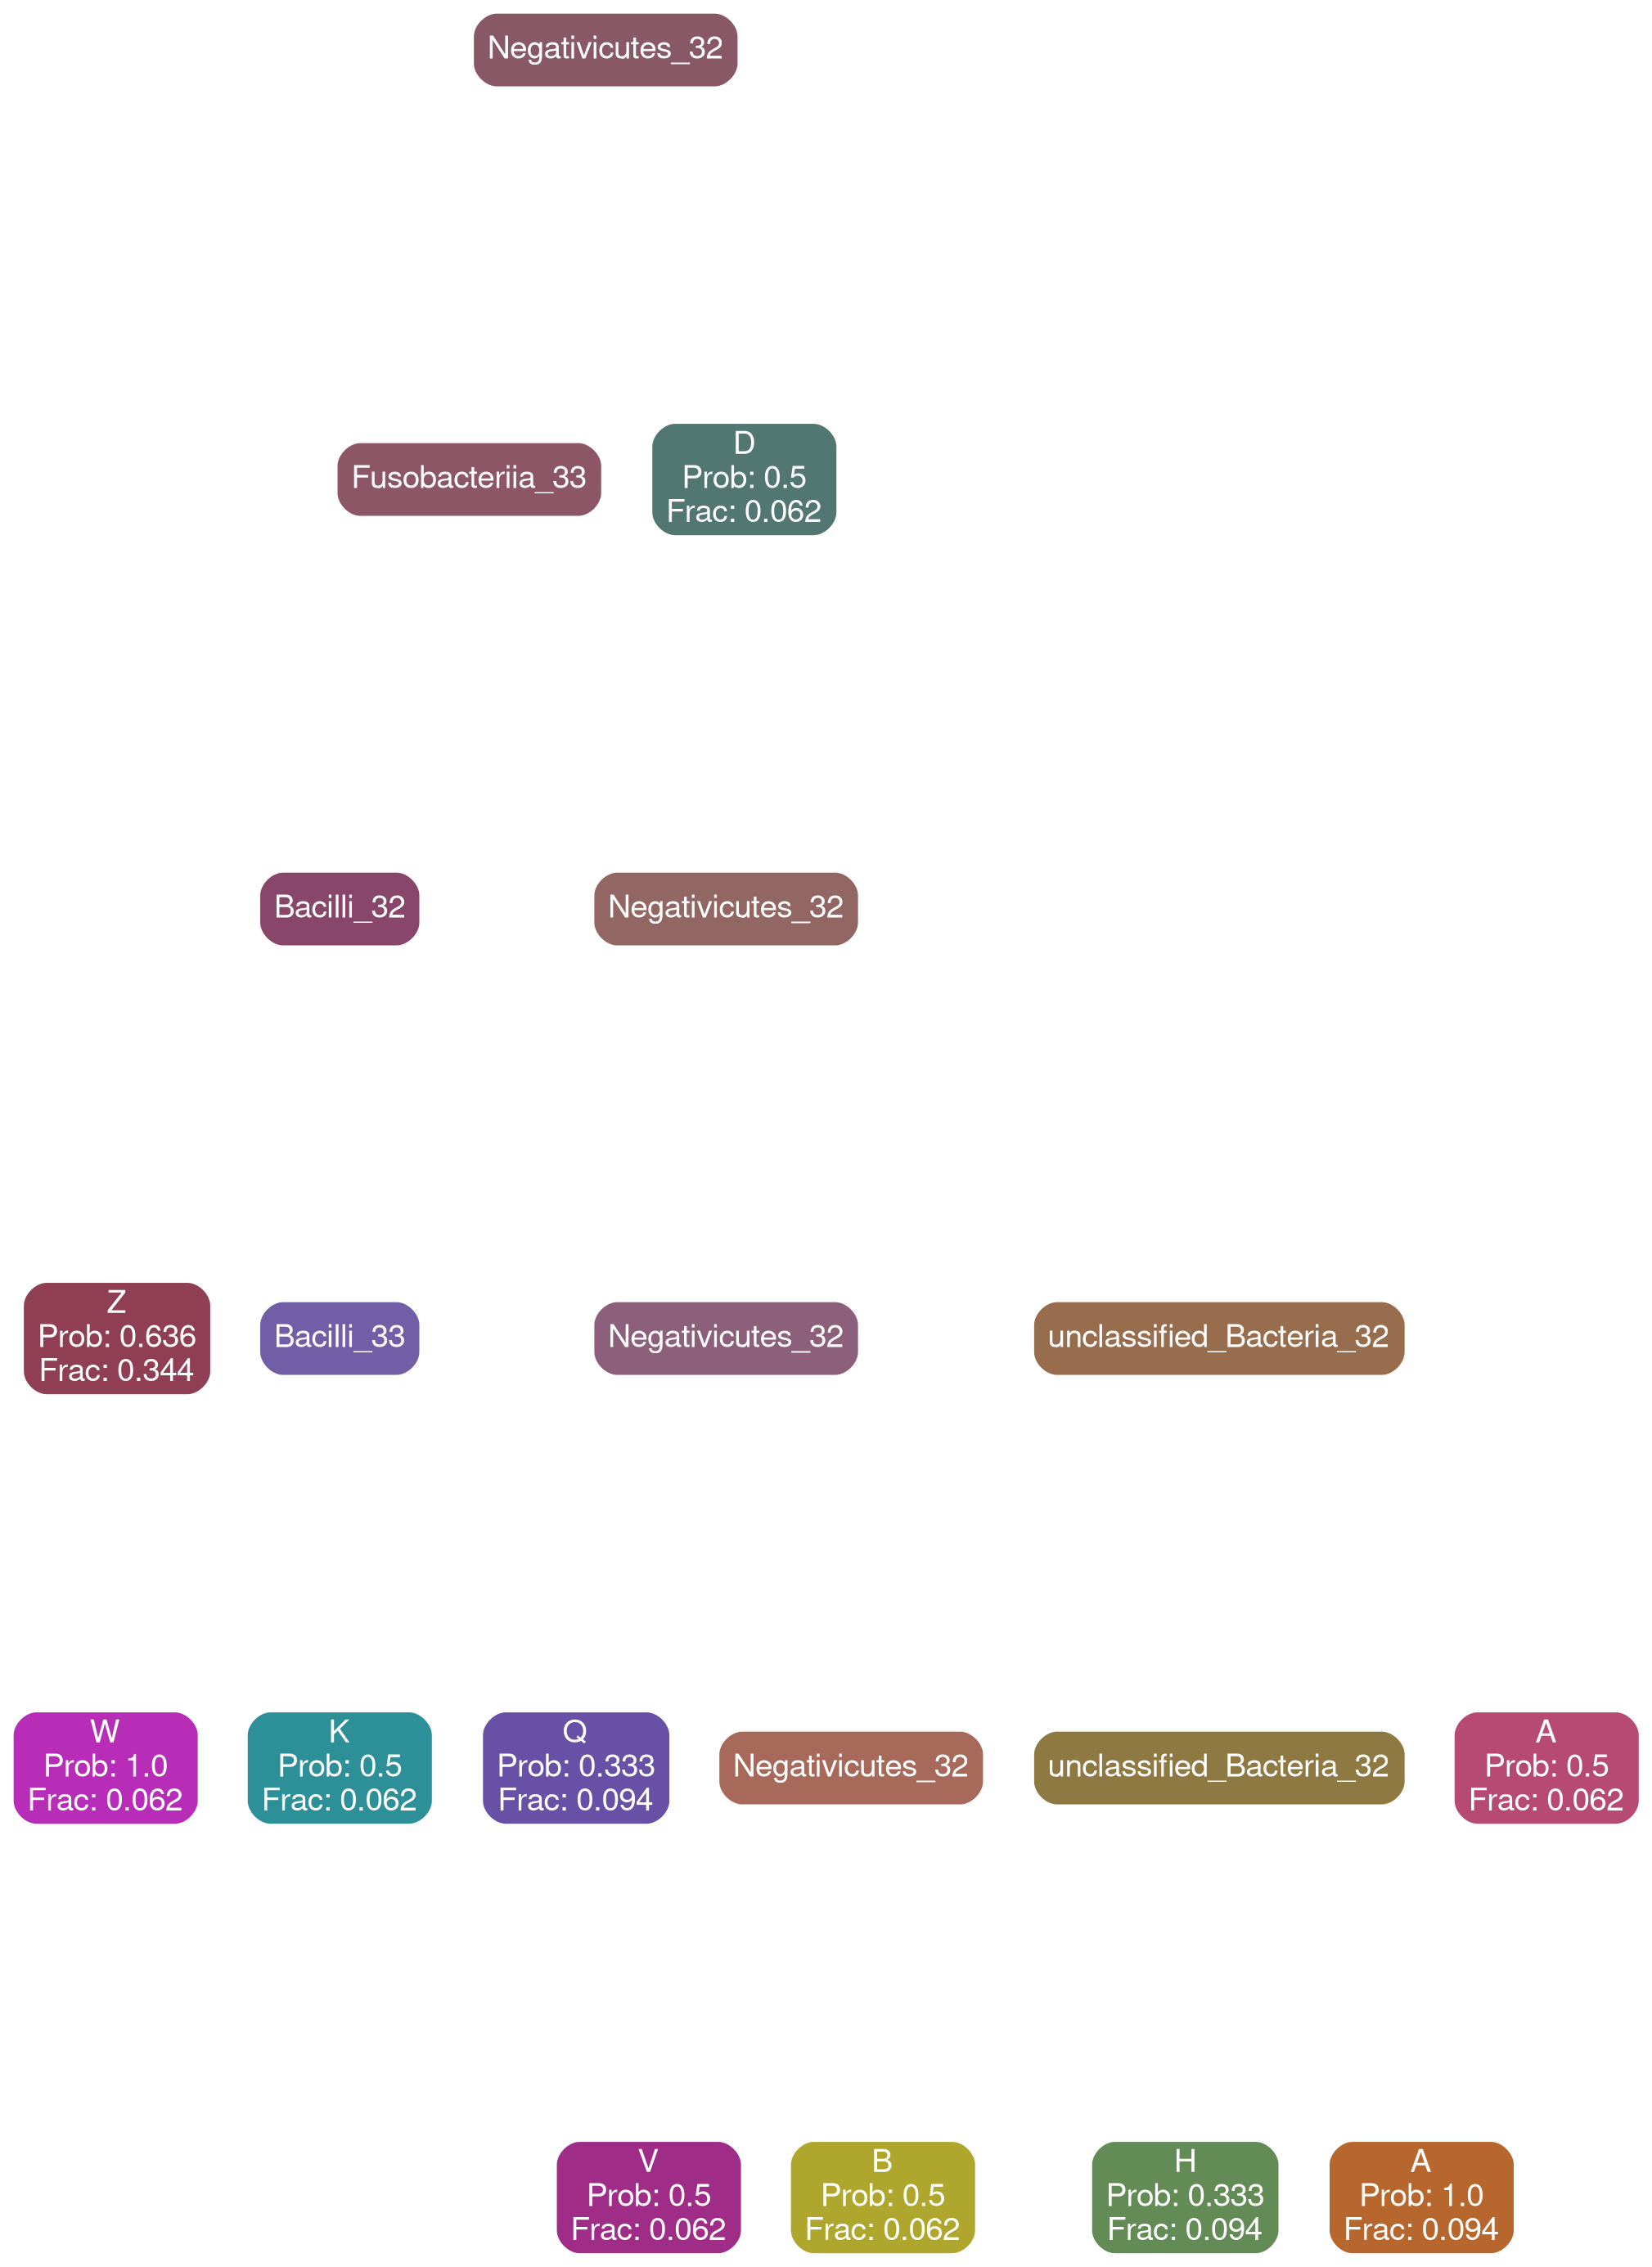 Negativicutes_32
Fusobacteriia_33
D
Prob: 0.5
Frac: 0.062
Bacilli_32
Negativicutes_32
Z
Prob: 0.636
Frac: 0.344
Bacilli_33
Negativicutes_32
unclassified_Bacteria_32
W
Prob: 1.0
Frac: 0.062
K
Prob: 0.5
Frac: 0.062
Q
Prob: 0.333
Frac: 0.094
Negativicutes_32
unclassified_Bacteria_32
A
Prob: 0.5
Frac: 0.062
V
Prob: 0.5
Frac: 0.062
B
Prob: 0.5
Frac: 0.062
H
Prob: 0.333
Frac: 0.094
A
Prob: 1.0
Frac: 0.094